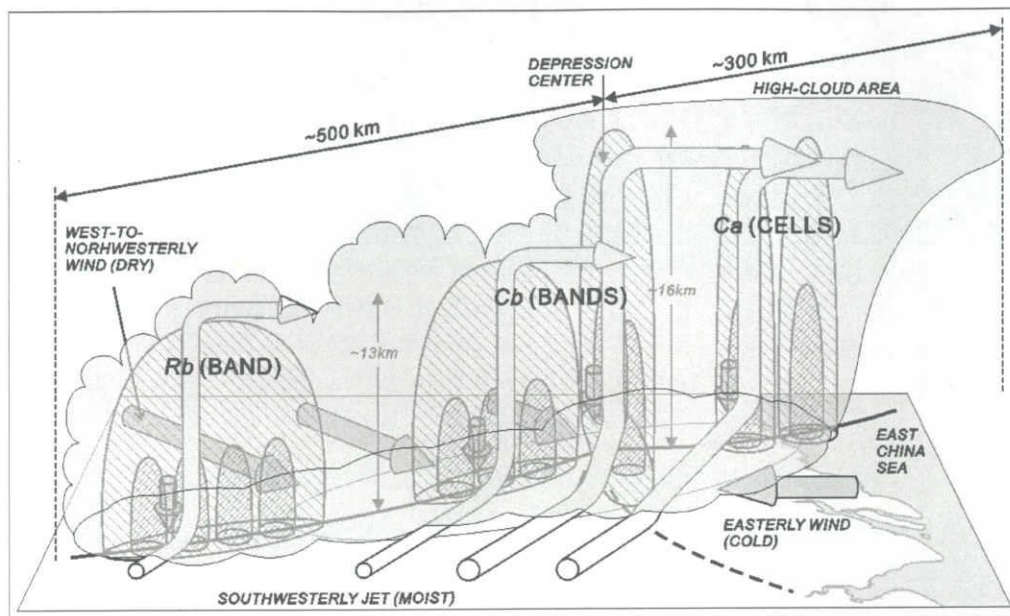 ~300 km
DEPRESSION
CENTER
HIGH-CLOUD AREA
~500 km
WEST-TO-
NORHWESTERLY
WIND (DRY)
Ca (CELLS)
Cb (BANDS)
~16km
~13km
Rb (BAND)
EAST
CHINA
SEA
EASTERLY WIND
(COLD)
SOUTHWESTERLY JET (MOIST)